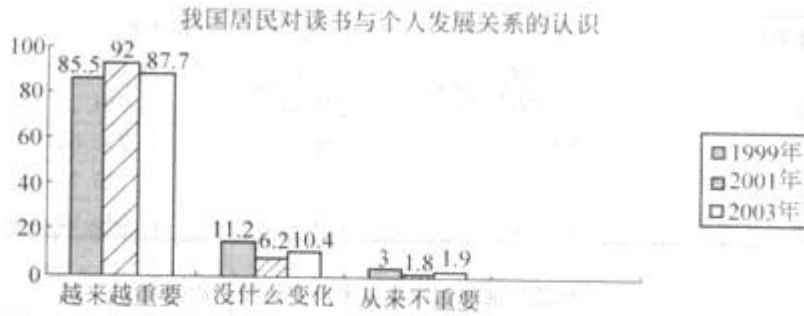 我国居民对读书与个人发展关系的认识
100
80
60
40
20
0
85.5 92 87.7
11.2 6.2 10.4
3 1.8 1.9
越来越重要 没什么变化 从来不重要
1999年
2001年
2003年